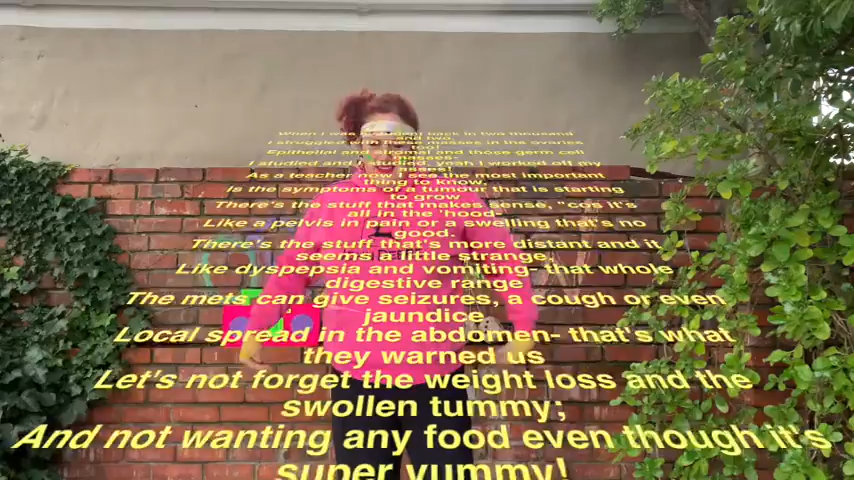 When I was a student back in two thousand
and two,
I struggled with these masses in the ovaries
too!
Epithelial and stromal and those germ cell
masses-
I studied and studied, yeah I worked off my
asses!
As a teacher now I see the most important
thing to know
Is the symptoms of a tumour that is starting
to grow
There's the stuff that makes sense, "cos it's
all in the 'hood-
Like a pelvis in pain or a swelling that's no
good.
There's the stuff that's more distant and it
seems a little strange,
Like dyspepsia and vomiting- that whole
digestive range
The mets can give seizures, a cough or even
jaundice
Local spread in the abdomen- that's what
they warned us
Let's not forget the weight loss and the
swollen tummy;
And not wanting any food even though it's
super yummy!